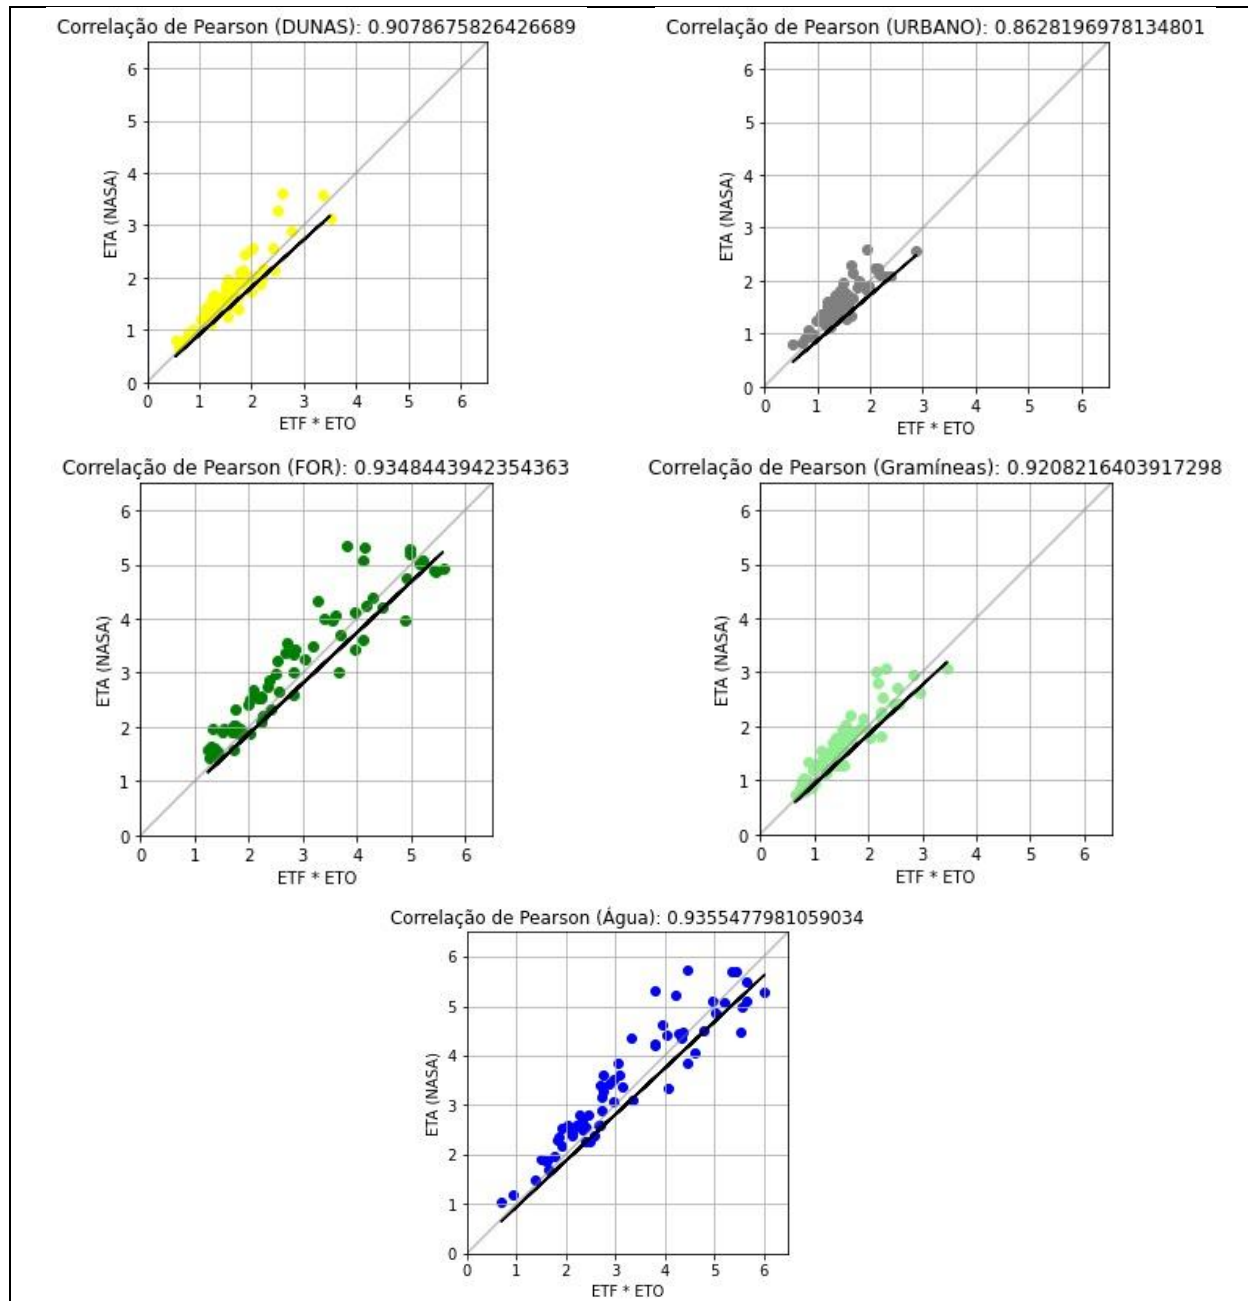 Correlação de Pearson (DUNAS): 0.9078675826426689
6
5
4
3
2
1
0
ETA (NASA)
0 1 2 3 4 5 6
ETF * ETO
Correlação de Pearson (URBANO): 0.8628196978134801
6
5
4
3
2
1
0
ETA (NASA)
0 1 2 3 4 5 6
ETF * ETO
Correlação de Pearson (FOR): 0.9348443942354363
6
5
4
3
2
1
0
ETA (NASA)
0 1 2 3 4 5 6
ETF * ETO
Correlação de Pearson (Gramíneas): 0.9208216403917298
6
5
4
3
2
1
0
ETA (NASA)
0 1 2 3 4 5 6
ETF * ETO
Correlação de Pearson (Água): 0.9355477981059034
6
5
4
3
2
1
0
ETA (NASA)
0 1 2 3 4 5 6
ETF * ETO